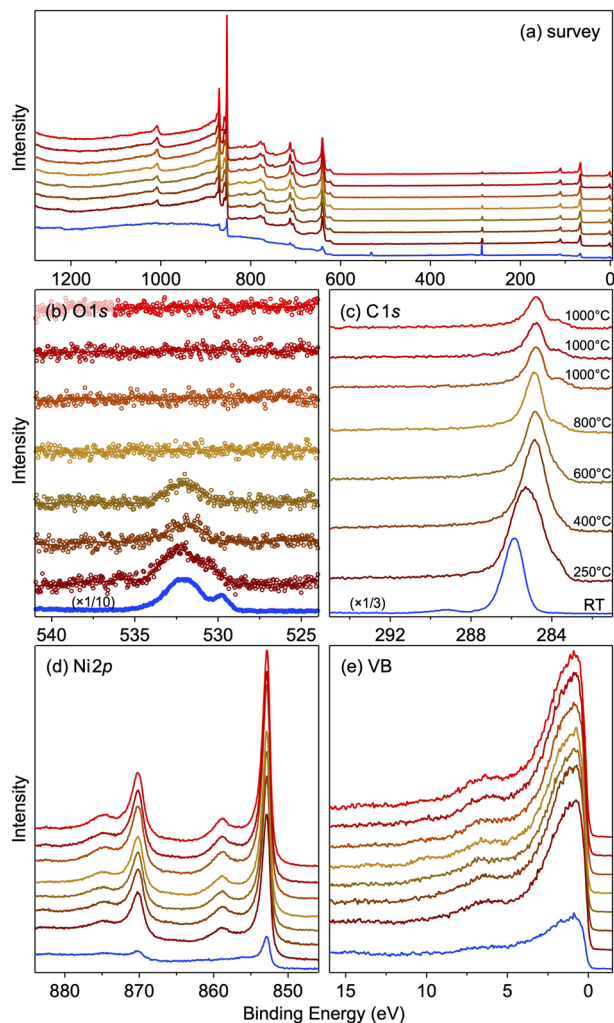 (a) survey
Intensity
1200 1000 800 600 400 200 0
(b) O1s
(×1/10)
Intensity
540 535 530 525
(c) C1s
1000°C
1000°C
1000°C
800°C
600°C
400°C
250°C
(×1/3) RT
292 288 284
(d) Ni2p
Intensity
880 870 860 850
(e) VB
15 10 5 0
Binding Energy (eV)